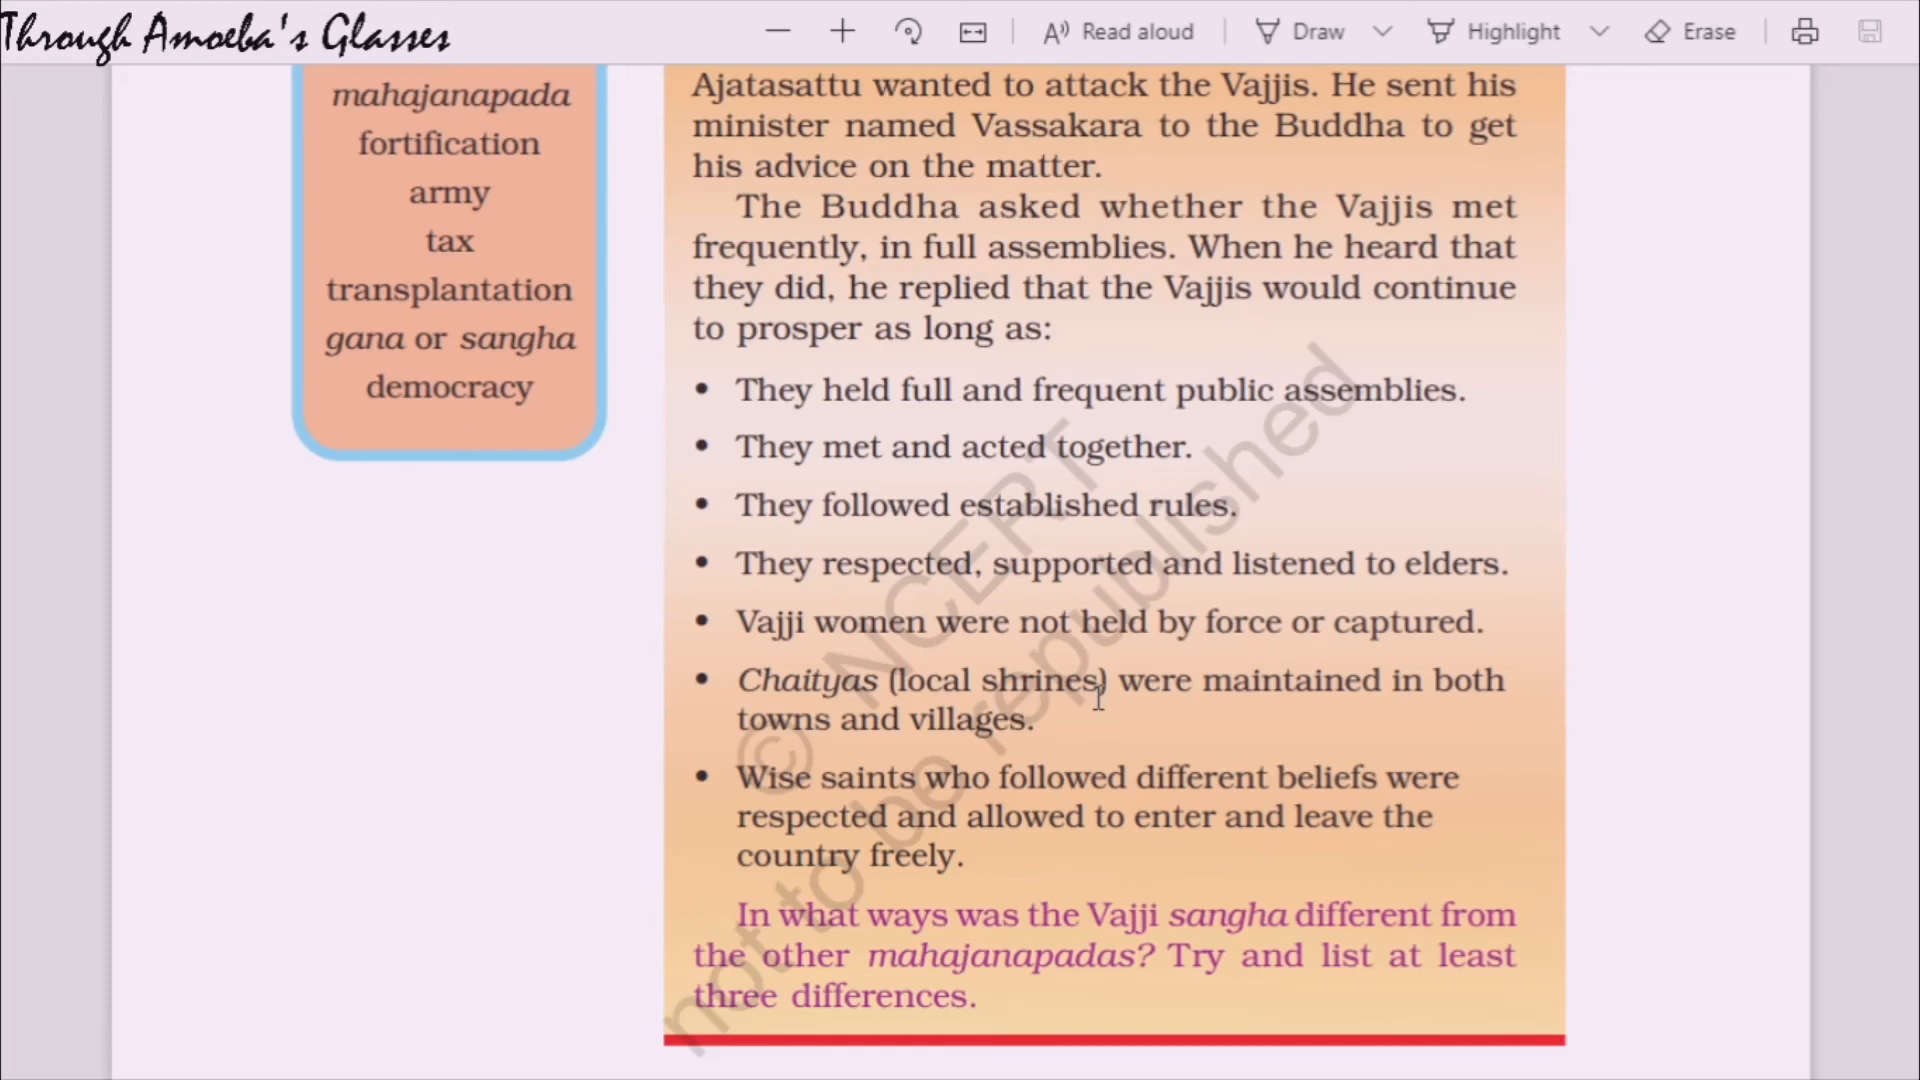 Through Amoeba's Glasses
Read aloud
Draw
Highlight
Erase
mahajanapada
fortification
army
tax
transplantation
gana or sangha
democracy
Ajatasattu wanted to attack the Vajjis. He sent his
minister named Vassakara to the Buddha to get
his advice on the matter.
The Buddha asked whether the Vajjis met
frequently, in full assemblies. When he heard that
they did, he replied that the Vajjis would continue
to prosper as long as:
• They held full and frequent public assemblies.
• They met and acted together.
• They followed established rules.
• They respected, supported and listened to elders.
• Vajji women were not held by force or captured.
• Chaityas (local shrines) were maintained in both
towns and villages.
• Wise saints who followed different beliefs were
respected and allowed to enter and leave the
country freely.
In what ways was the Vajji sangha different from
the other mahajanapadas? Try and list at least
three differences.
© NCERT
not to be republished